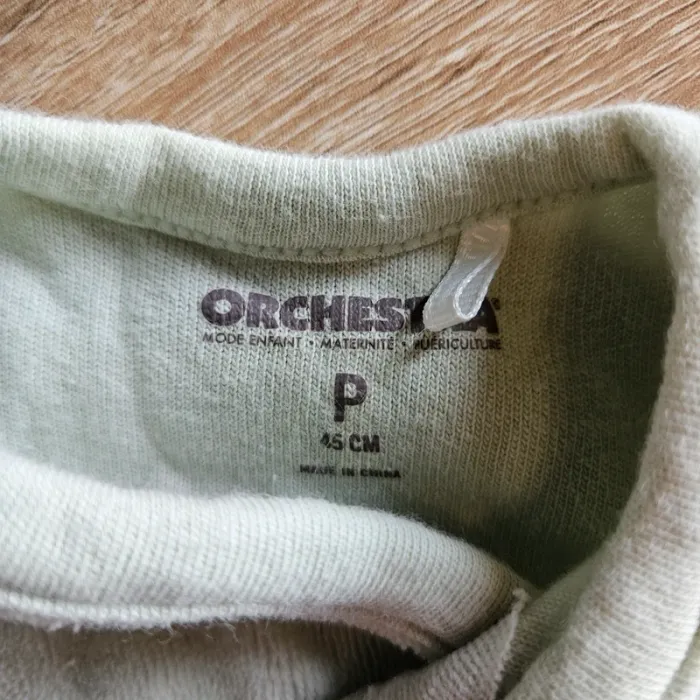 ORCHESTRA
MODE ENFANT • MATERNITÉ • PUÉRICULTURE
P
45 CM
MADE IN CHINA